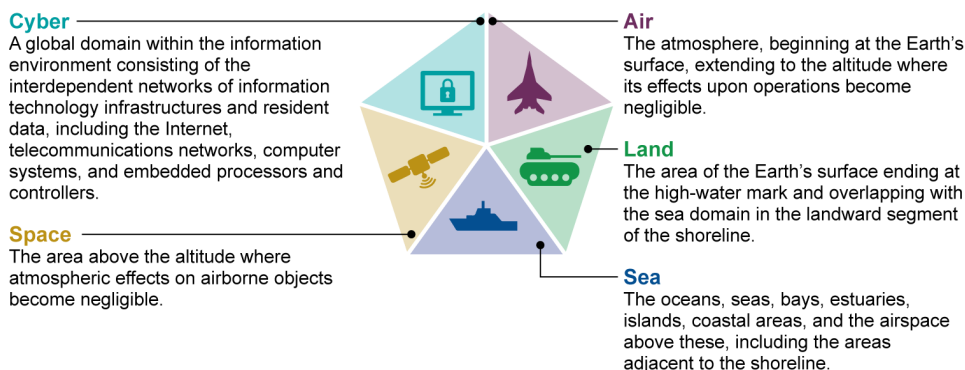 Cyber
A global domain within the information
environment consisting of the
interdependent networks of information
technology infrastructures and resident
data, including the Internet,
telecommunications networks, computer
systems, and embedded processors and
controllers.
Space
The area above the altitude where
atmospheric effects on airborne objects
become negligible.
Air
The atmosphere, beginning at the Earth’s
surface, extending to the altitude where
its effects upon operations become
negligible.
Land
The area of the Earth’s surface ending at
the high-water mark and overlapping with
the sea domain in the landward segment
of the shoreline.
Sea
The oceans, seas, bays, estuaries,
islands, coastal areas, and the airspace
above these, including the areas
adjacent to the shoreline.